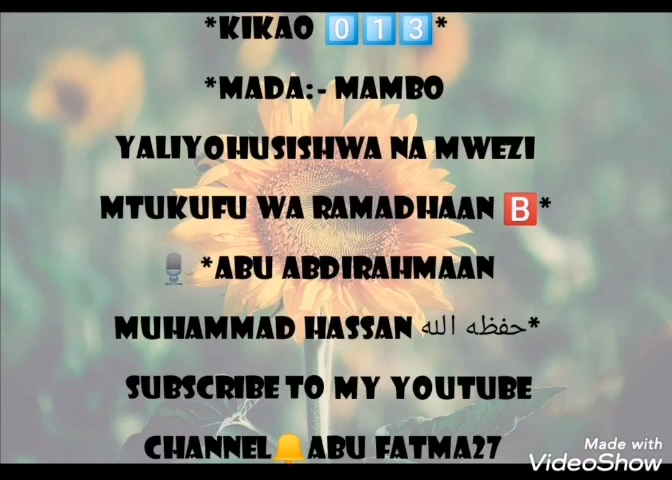 *KIKAO 0️⃣1️⃣3️⃣*
*MADA:- MAMBO
YALIYOHUSISHWA NA MWEZI
MTUKUFU WA RAMADHAAN 🅱️*
🎙️ *ABU ABDIRAHMAAN
MUHAMMAD HASSAN حفظه الله*
SUBSCRIBE TO MY YOUTUBE
CHANNEL🔔ABU FATMA27
Made with
VideoShow